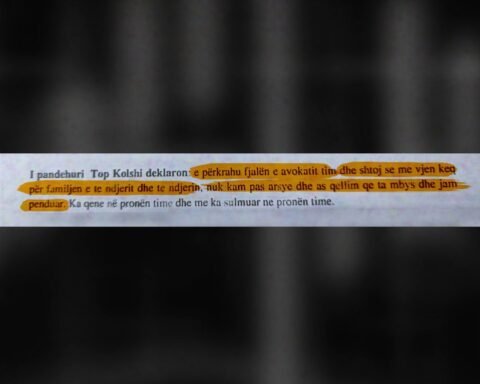 I pandehuri Top Kolshi deklaron: e përkrahu fjalën e avokatit tim dhe shtoj se me vjen keq
për familjen e te ndjerit dhe te ndjerin, nuk kam pas arsye dhe as qellim qe ta mbys dhe jam
penduar. Ka qene në pronën time dhe me ka sulmuar ne pronën time.